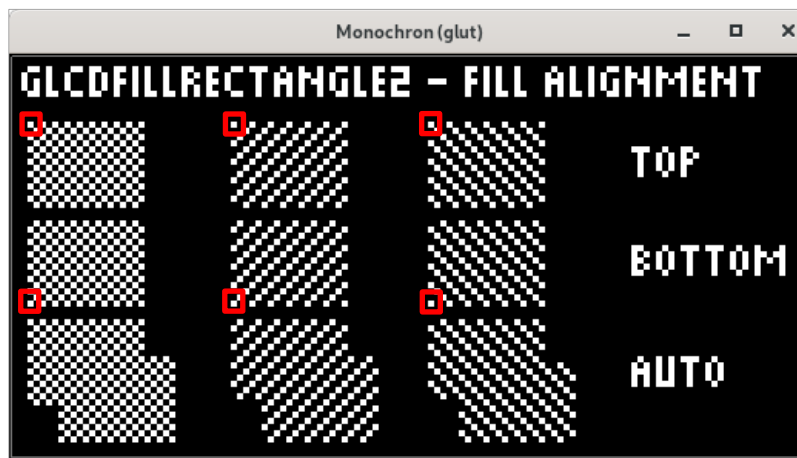 Monochron (glut)
GLCDFILLRECTANGLE2 - FILL ALIGNMENT
TOP
BOTTOM
AUTO